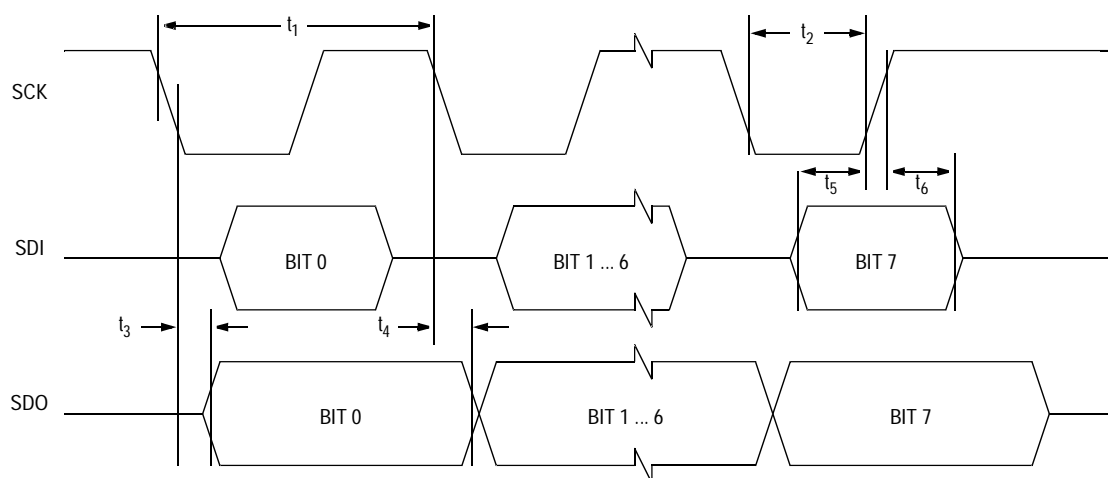 t1
t2
SCK
t5
t6
SDI
BIT 0
BIT 1 ... 6
BIT 7
t3
t4
SDO
BIT 0
BIT 1 ... 6
BIT 7